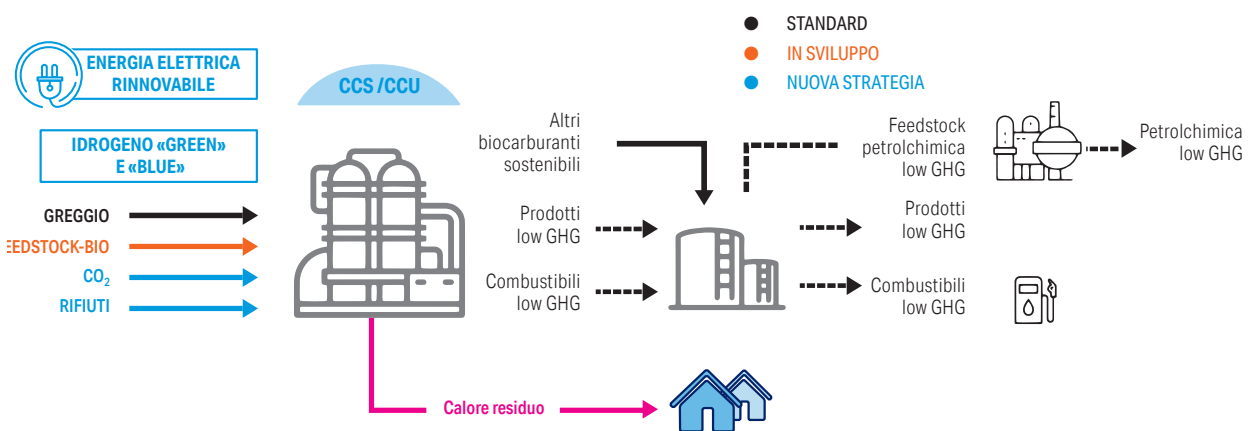 STANDARD
IN SVILUPPO
NUOVA STRATEGIA
ENERGIA ELETTRICA
RINNOVABILE
CCS /CCU
IDROGENO «GREEN»
E «BLUE»
GREGGIO
EEDSTOCK-BIO
CO₂
RIFIUTI
Altri
biocarburanti
sostenibili
Prodotti
low GHG
Combustibili
low GHG
Feedstock
petrolchimica
low GHG
Petrolchimica
low GHG
Prodotti
low GHG
Combustibili
low GHG
Calore residuo